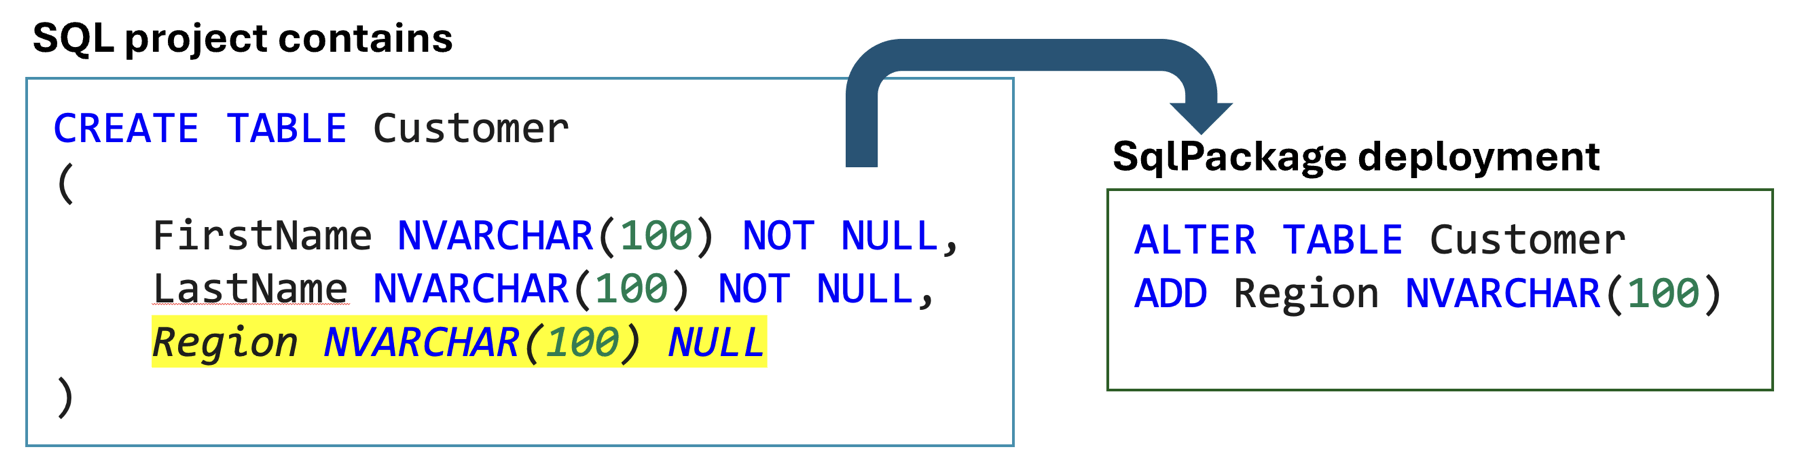 SQL project contains
CREATE TABLE Customer
(
FirstName NVARCHAR(100) NOT NULL,
LastName NVARCHAR(100) NOT NULL,
Region NVARCHAR(100) NULL
)
SqlPackage deployment
ALTER TABLE Customer
ADD Region NVARCHAR(100)